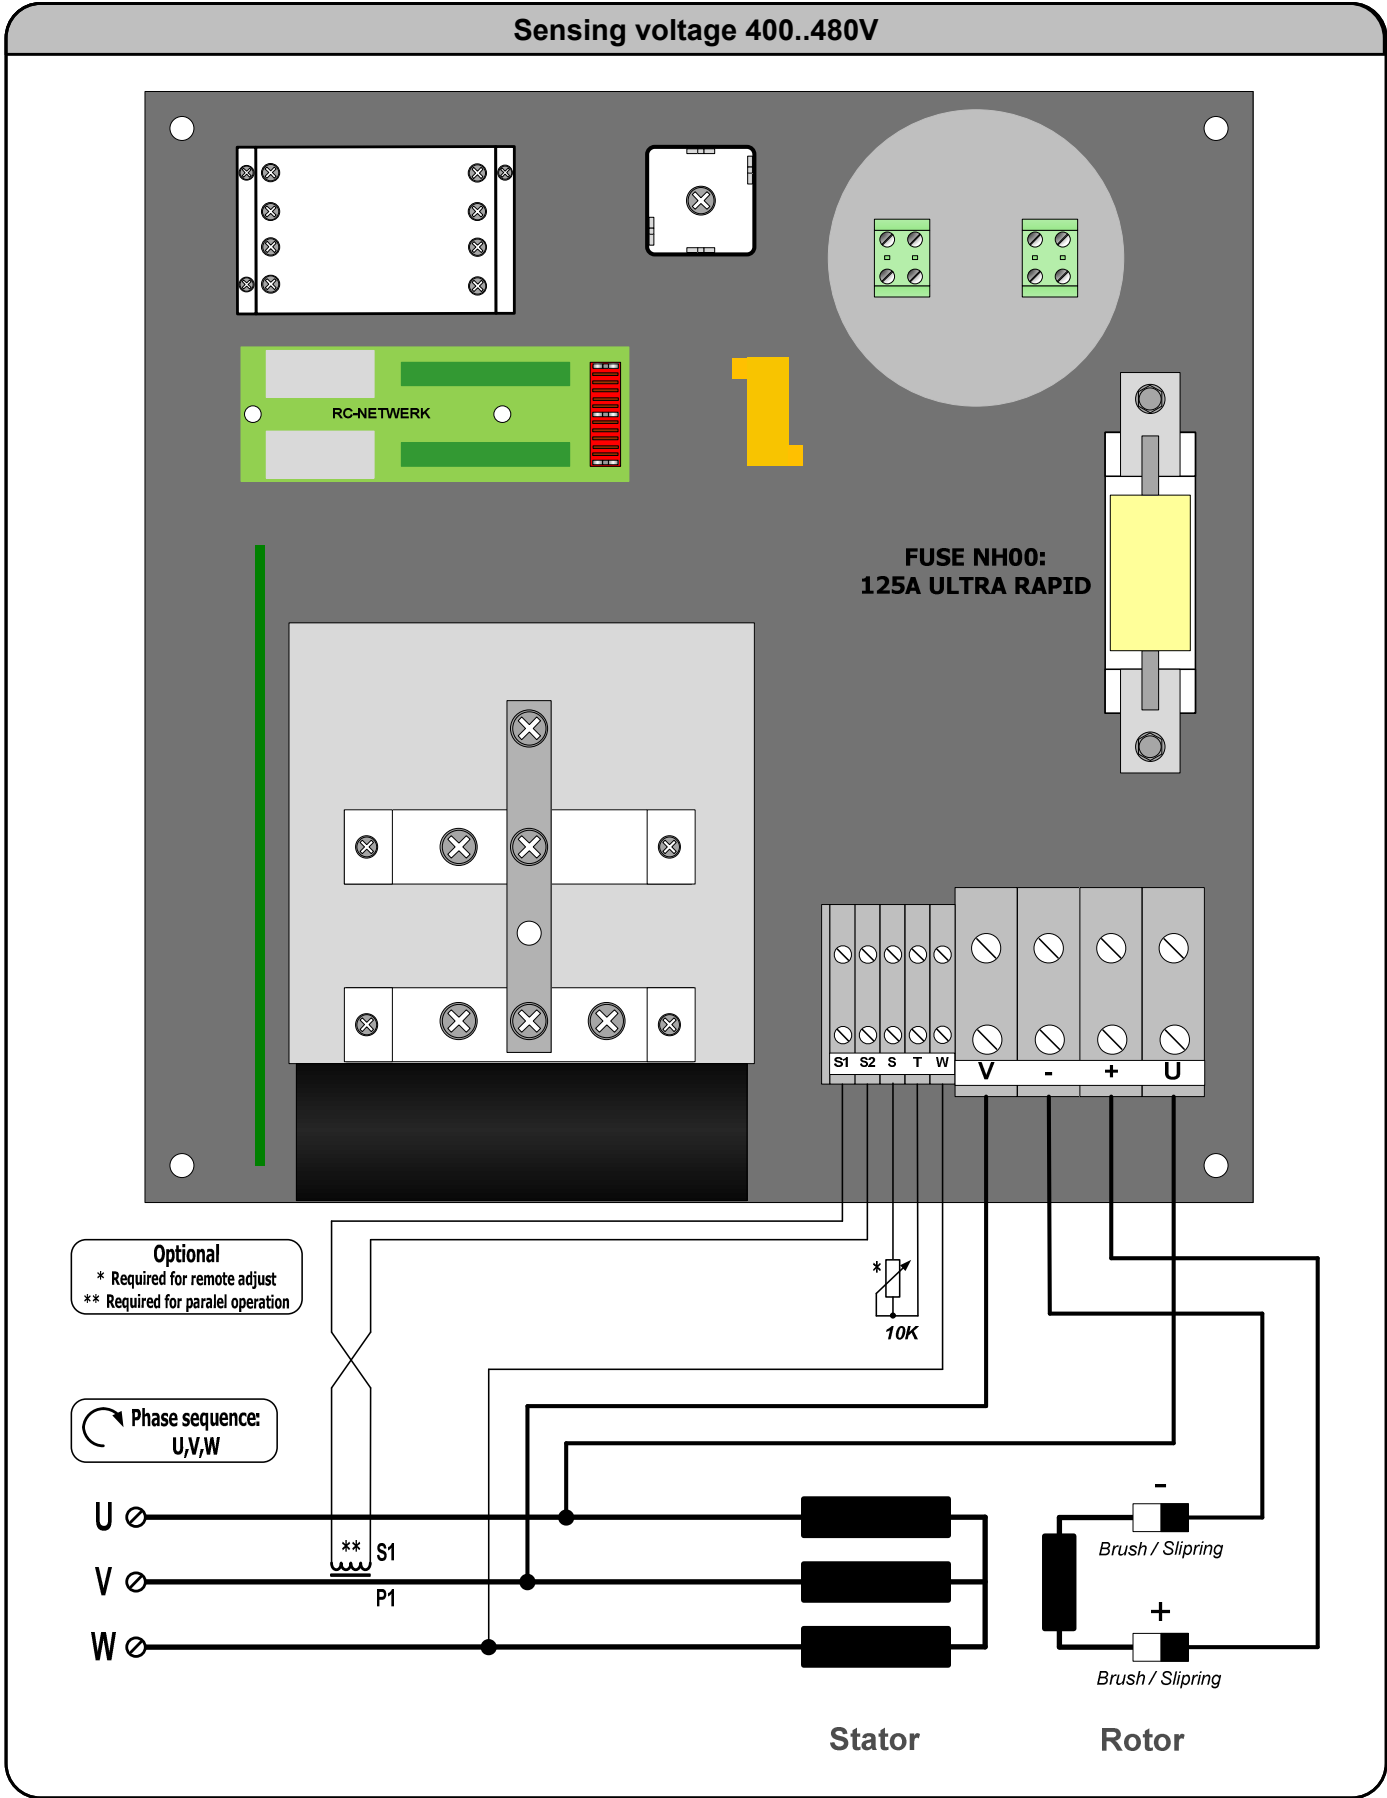 Sensing voltage 400..480V
RC-NETWERK
FUSE NH00:
125A ULTRA RAPID
S1 S2 S T W V - + U
Optional
* Required for remote adjust
** Required for paralel operation
*
10K
Phase sequence:
U,V,W
U
** S1
V
P1
W
-
Brush / Slipring
+
Brush / Slipring
Stator
Rotor